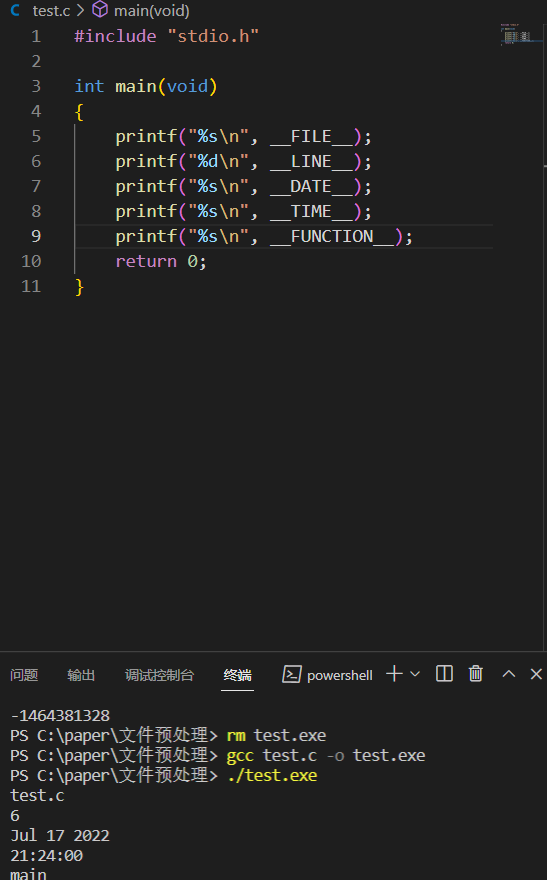 test.c > main(void)
1 #include "stdio.h"
2
3 int main(void)
4 {
5     printf("%s\n", __FILE__);
6     printf("%d\n", __LINE__);
7     printf("%s\n", __DATE__);
8     printf("%s\n", __TIME__);
9     printf("%s\n", __FUNCTION__);
10     return 0;
11 }
问题 输出 调试控制台 终端 powershell
-1464381328
PS C:\paper\文件预处理> rm test.exe
PS C:\paper\文件预处理> gcc test.c -o test.exe
PS C:\paper\文件预处理> ./test.exe
test.c
6
Jul 17 2022
21:24:00
main